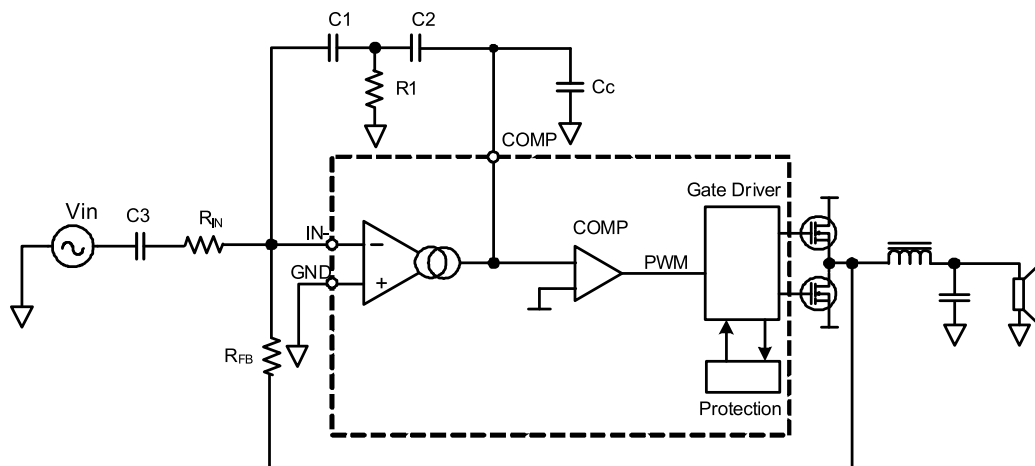 C1
C2
R1
Cc
COMP
Vin
C3
RIN
IN-
GND
RFB
−
+
COMP
PWM
Gate Driver
Protection